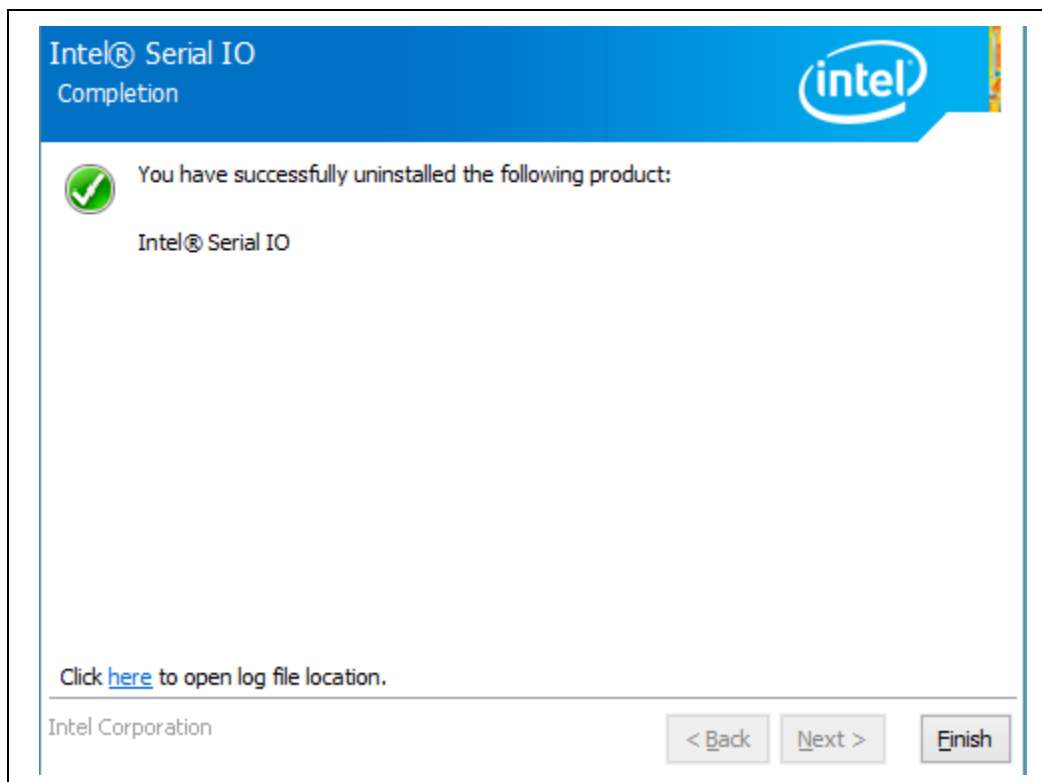 Intel® Serial IO
Completion
intel
You have successfully uninstalled the following product:
Intel® Serial IO
Click here to open log file location.
Intel Corporation
< Back Next > Finish